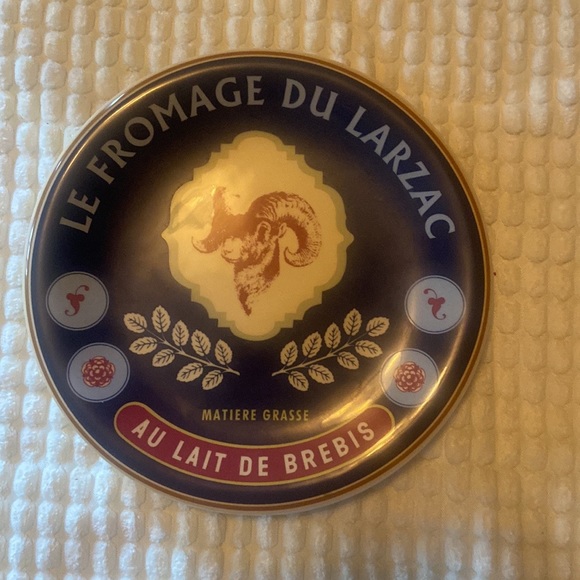 LE FROMAGE DU LARZAC
MATIERE GRASSE
AU LAIT DE BREBIS